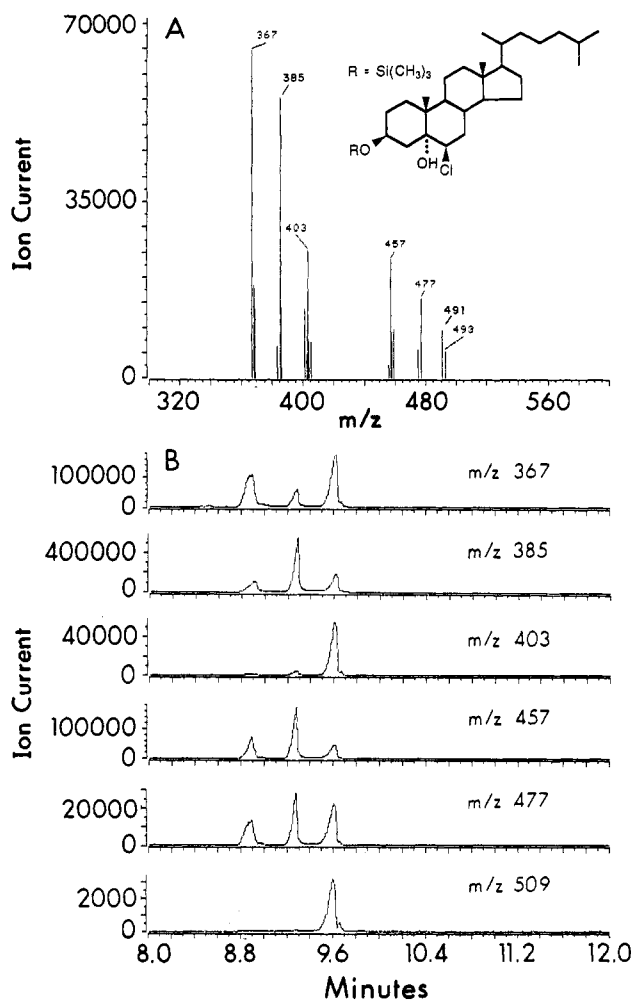 A
70000
35000
0
Ion Current
367
385
403
457
477
491
493
R = Si(CH₃)₃
RO
OH
Cl
320
400
480
560
m/z
B
100000
0
m/z 367
400000
0
m/z 385
40000
0
m/z 403
Ion Current
100000
0
m/z 457
20000
0
m/z 477
2000
0
m/z 509
8.0
8.8
9.6
10.4
11.2
12.0
Minutes